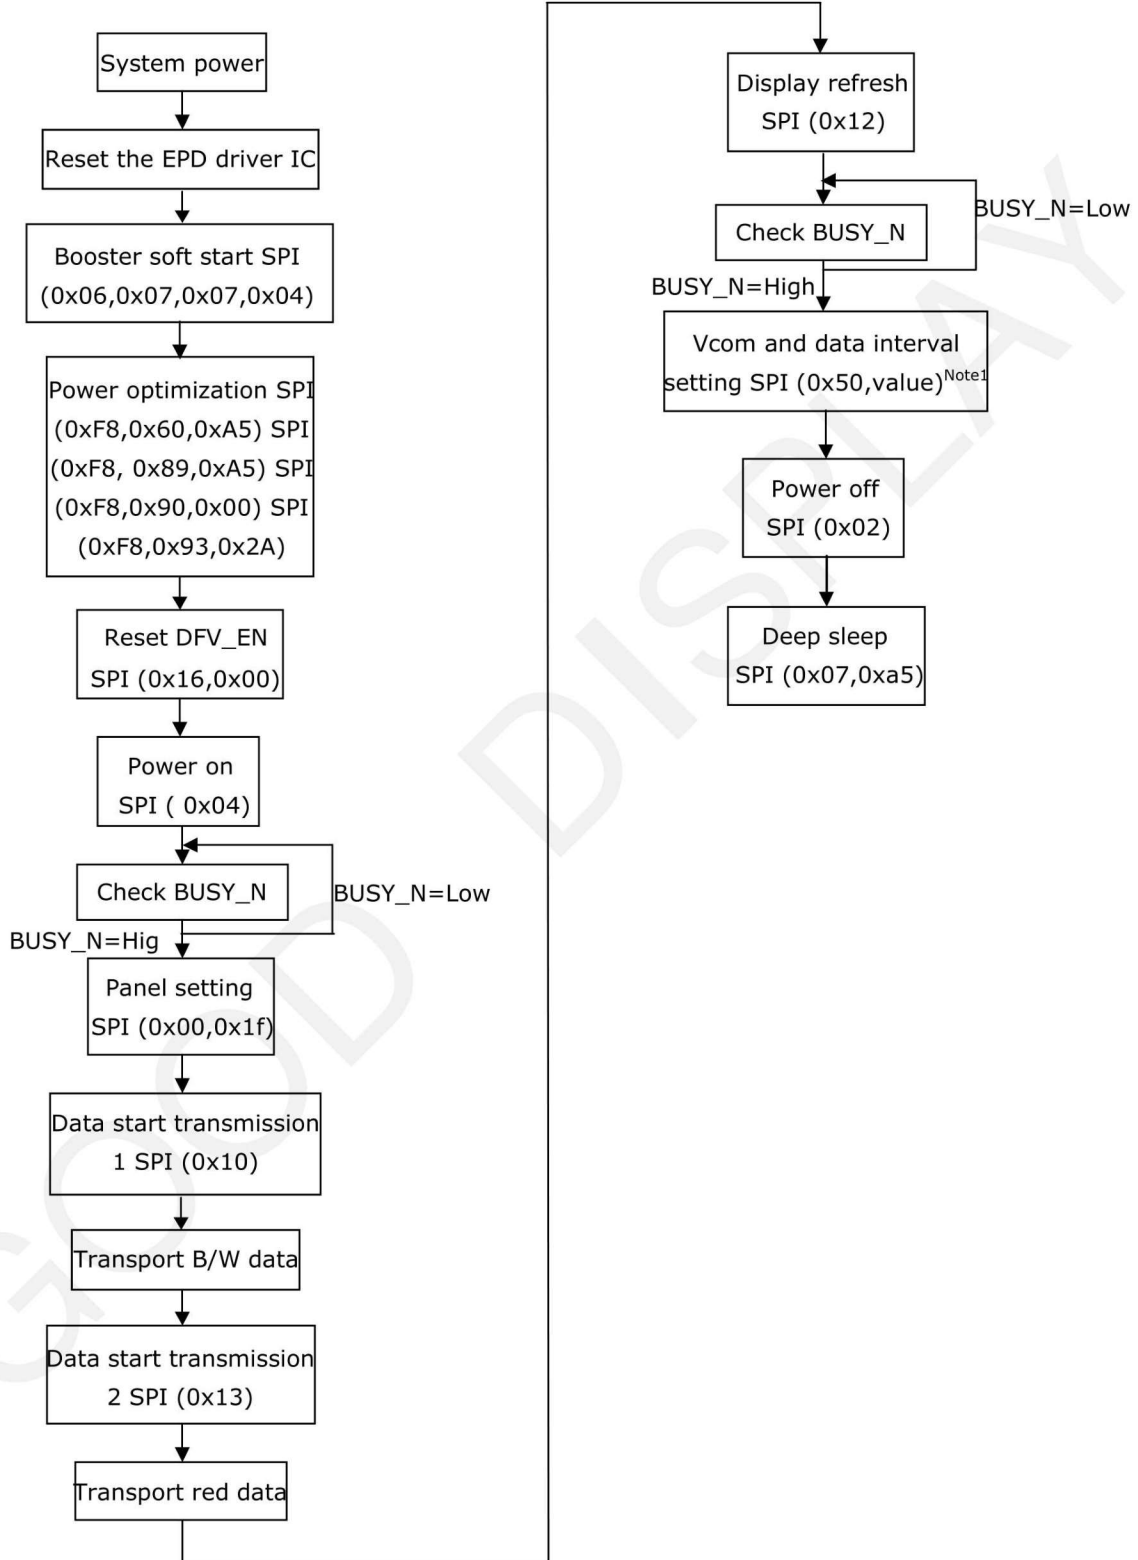 System power
Reset the EPD driver IC
Booster soft start SPI
(0x06,0x07,0x07,0x04)
Power optimization SPI
(0xF8,0x60,0xA5) SPI
(0xF8, 0x89,0xA5) SPI
(0xF8,0x90,0x00) SPI
(0xF8,0x93,0x2A)
Reset DFV_EN
SPI (0x16,0x00)
Power on
SPI ( 0x04)
Check BUSY_N
BUSY_N=Low
BUSY_N=Hig
Panel setting
SPI (0x00,0x1f)
Data start transmission
1 SPI (0x10)
Transport B/W data
Data start transmission
2 SPI (0x13)
Transport red data
Display refresh
SPI (0x12)
BUSY_N=Low
Check BUSY_N
BUSY_N=High
Vcom and data interval
setting SPI (0x50,value)Note1
Power off
SPI (0x02)
Deep sleep
SPI (0x07,0xa5)
GOOD DISPLAY